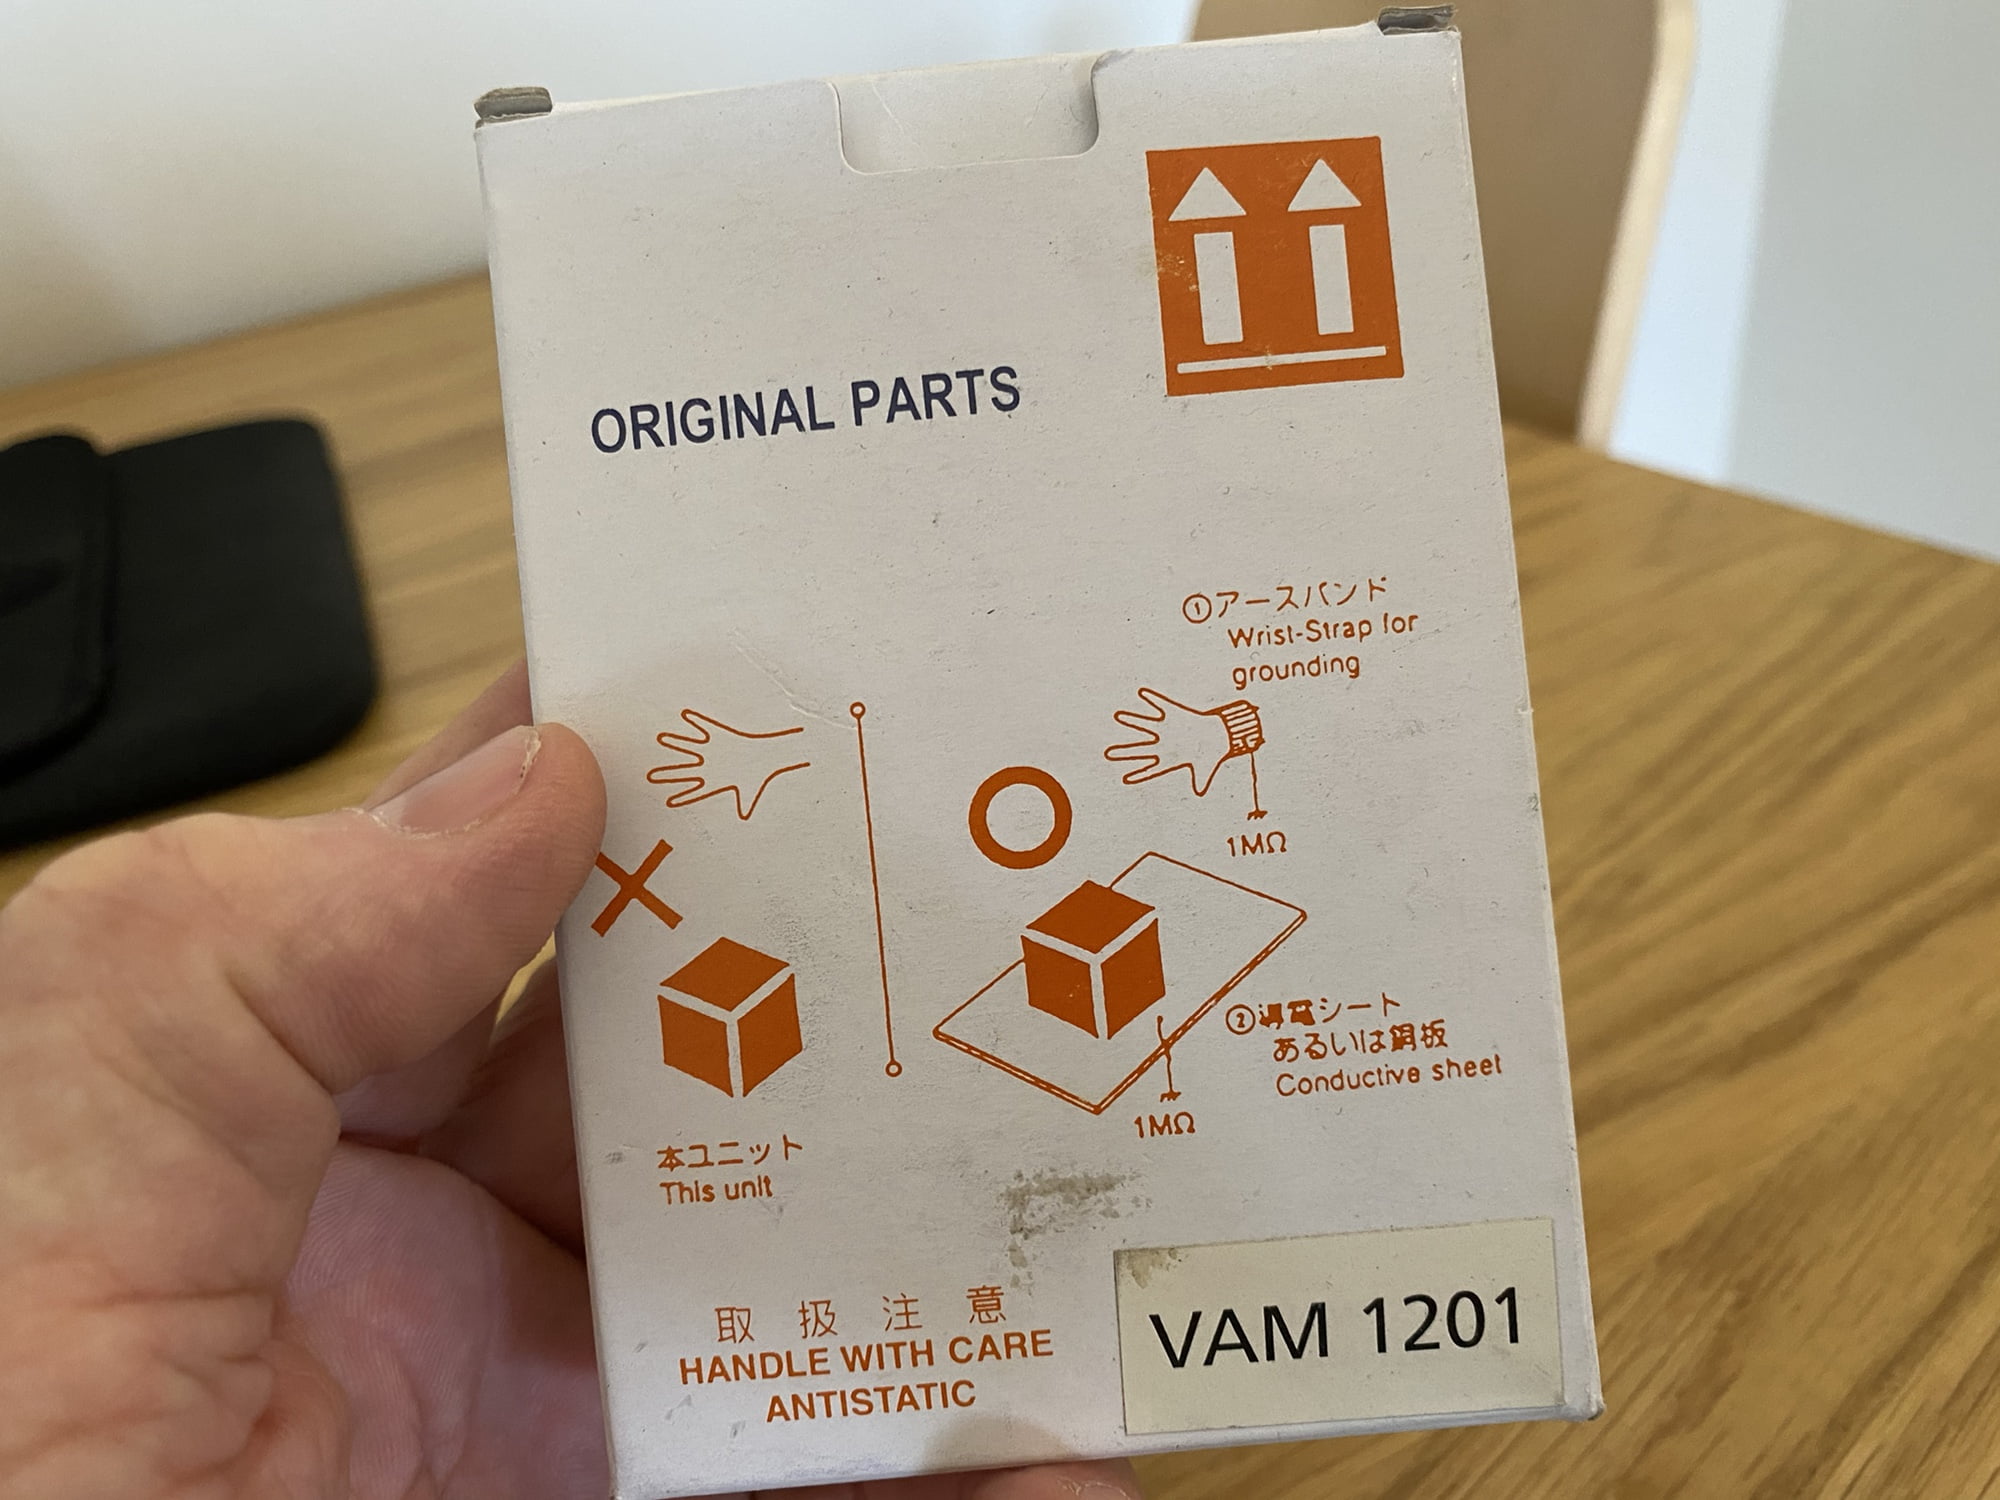 ORIGINAL PARTS
①アースバンド
Wrist-Strap for
grounding
1MΩ
②導電シート
あるいは銅板
Conductive sheet
1MΩ
本ユニット
This unit
取扱注意
HANDLE WITH CARE
ANTISTATIC
VAM 1201